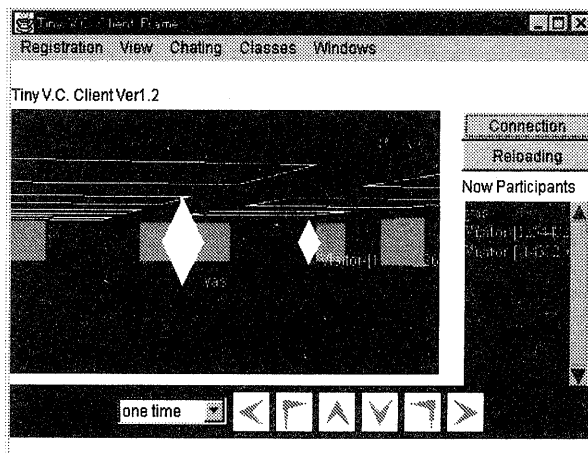 Tiny V.C. Client Frame
Registration View Chating Classes Windows
Tiny V.C. Client Ver1.2
Connection
Reloading
Now Participants
yas
one time